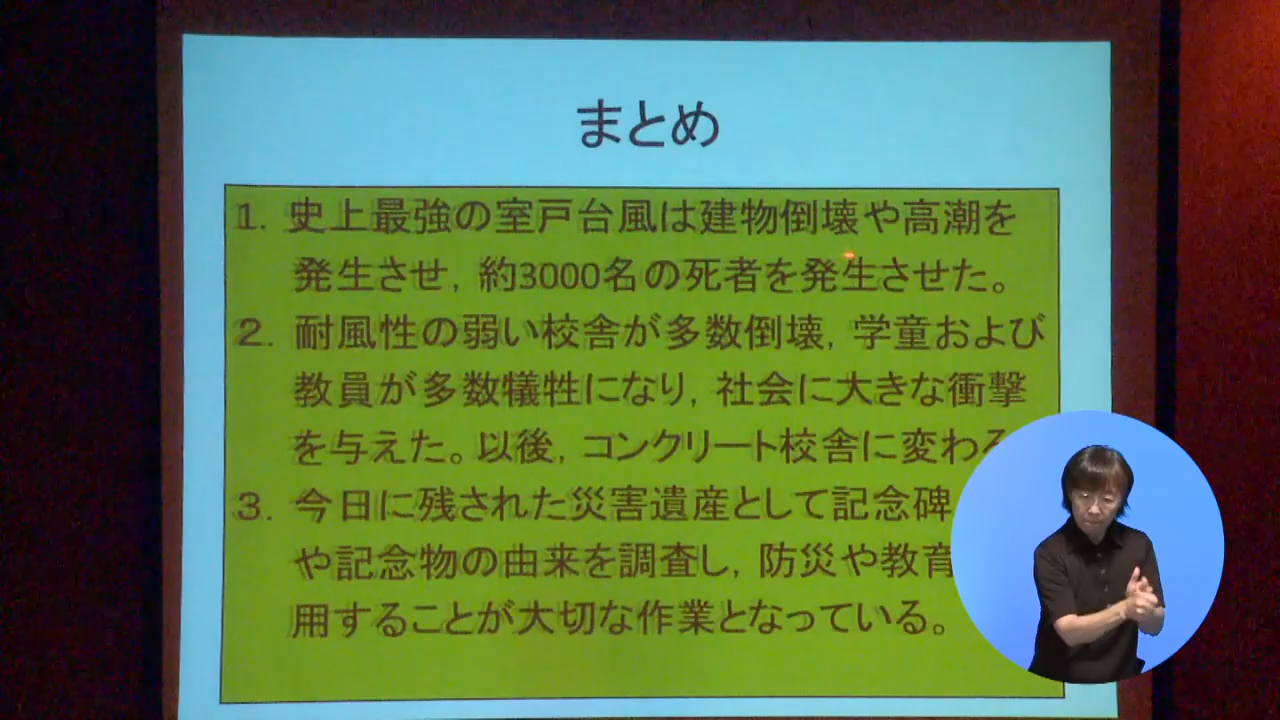 まとめ
1. 史上最強の室戸台風は建物倒壊や高潮を
発生させ，約3000名の死者を発生させた。
2. 耐風性の弱い校舎が多数倒壊，学童および
教員が多数犠牲になり，社会に大きな衝撃
を与えた。以後，コンクリート校舎に変わる
3. 今日に残された災害遺産として記念碑
や記念物の由来を調査し，防災や教育
用することが大切な作業となっている。